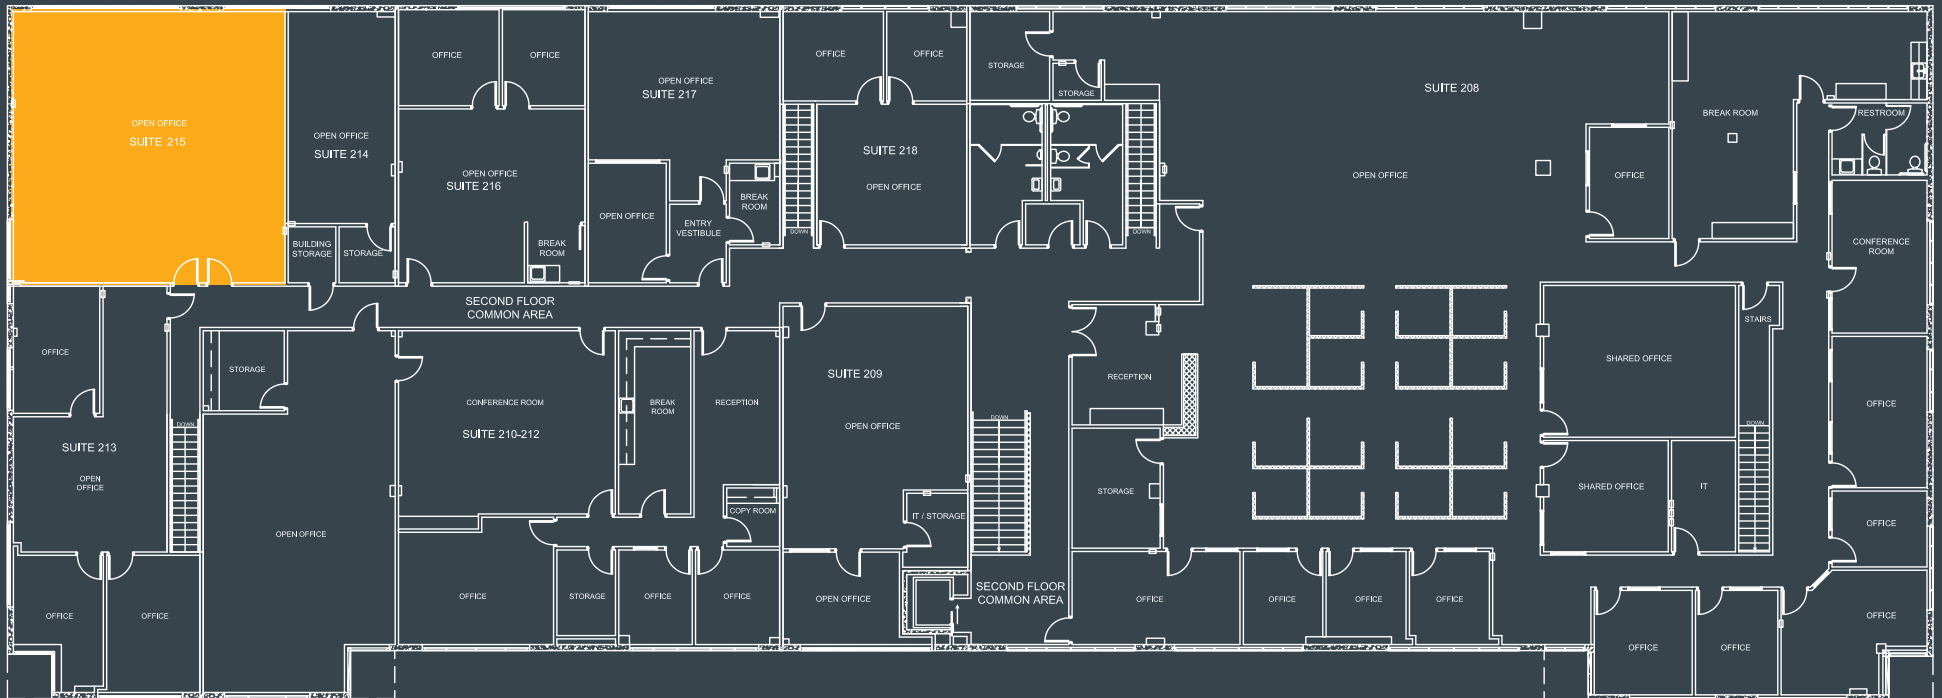 OPEN OFFICE
SUITE 215
OPEN OFFICE
SUITE 214
BUILDING
STORAGE
STORAGE
OFFICE
OFFICE
OPEN OFFICE
SUITE 216
BREAK
ROOM
OPEN OFFICE
SUITE 217
OPEN OFFICE
ENTRY
VESTIBULE
BREAK
ROOM
DOWN
OFFICE
OFFICE
SUITE 218
OPEN OFFICE
STORAGE
STORAGE
DOWN
SUITE 208
OPEN OFFICE
OFFICE
BREAK ROOM
RESTROOM
CONFERENCE
ROOM
SECOND FLOOR
COMMON AREA
OFFICE
SUITE 213
OPEN
OFFICE
DOWN
OFFICE
OFFICE
STORAGE
OPEN OFFICE
CONFERENCE ROOM
SUITE 210-212
BREAK
ROOM
RECEPTION
COPY ROOM
OFFICE
STORAGE
OFFICE
OFFICE
SUITE 209
OPEN OFFICE
IT / STORAGE
OPEN OFFICE
DOWN
SECOND FLOOR
COMMON AREA
RECEPTION
STORAGE
OFFICE
OFFICE
OFFICE
OFFICE
SHARED OFFICE
SHARED OFFICE
IT
STAIRS
DOWN
OFFICE
OFFICE
OFFICE
OFFICE
OFFICE